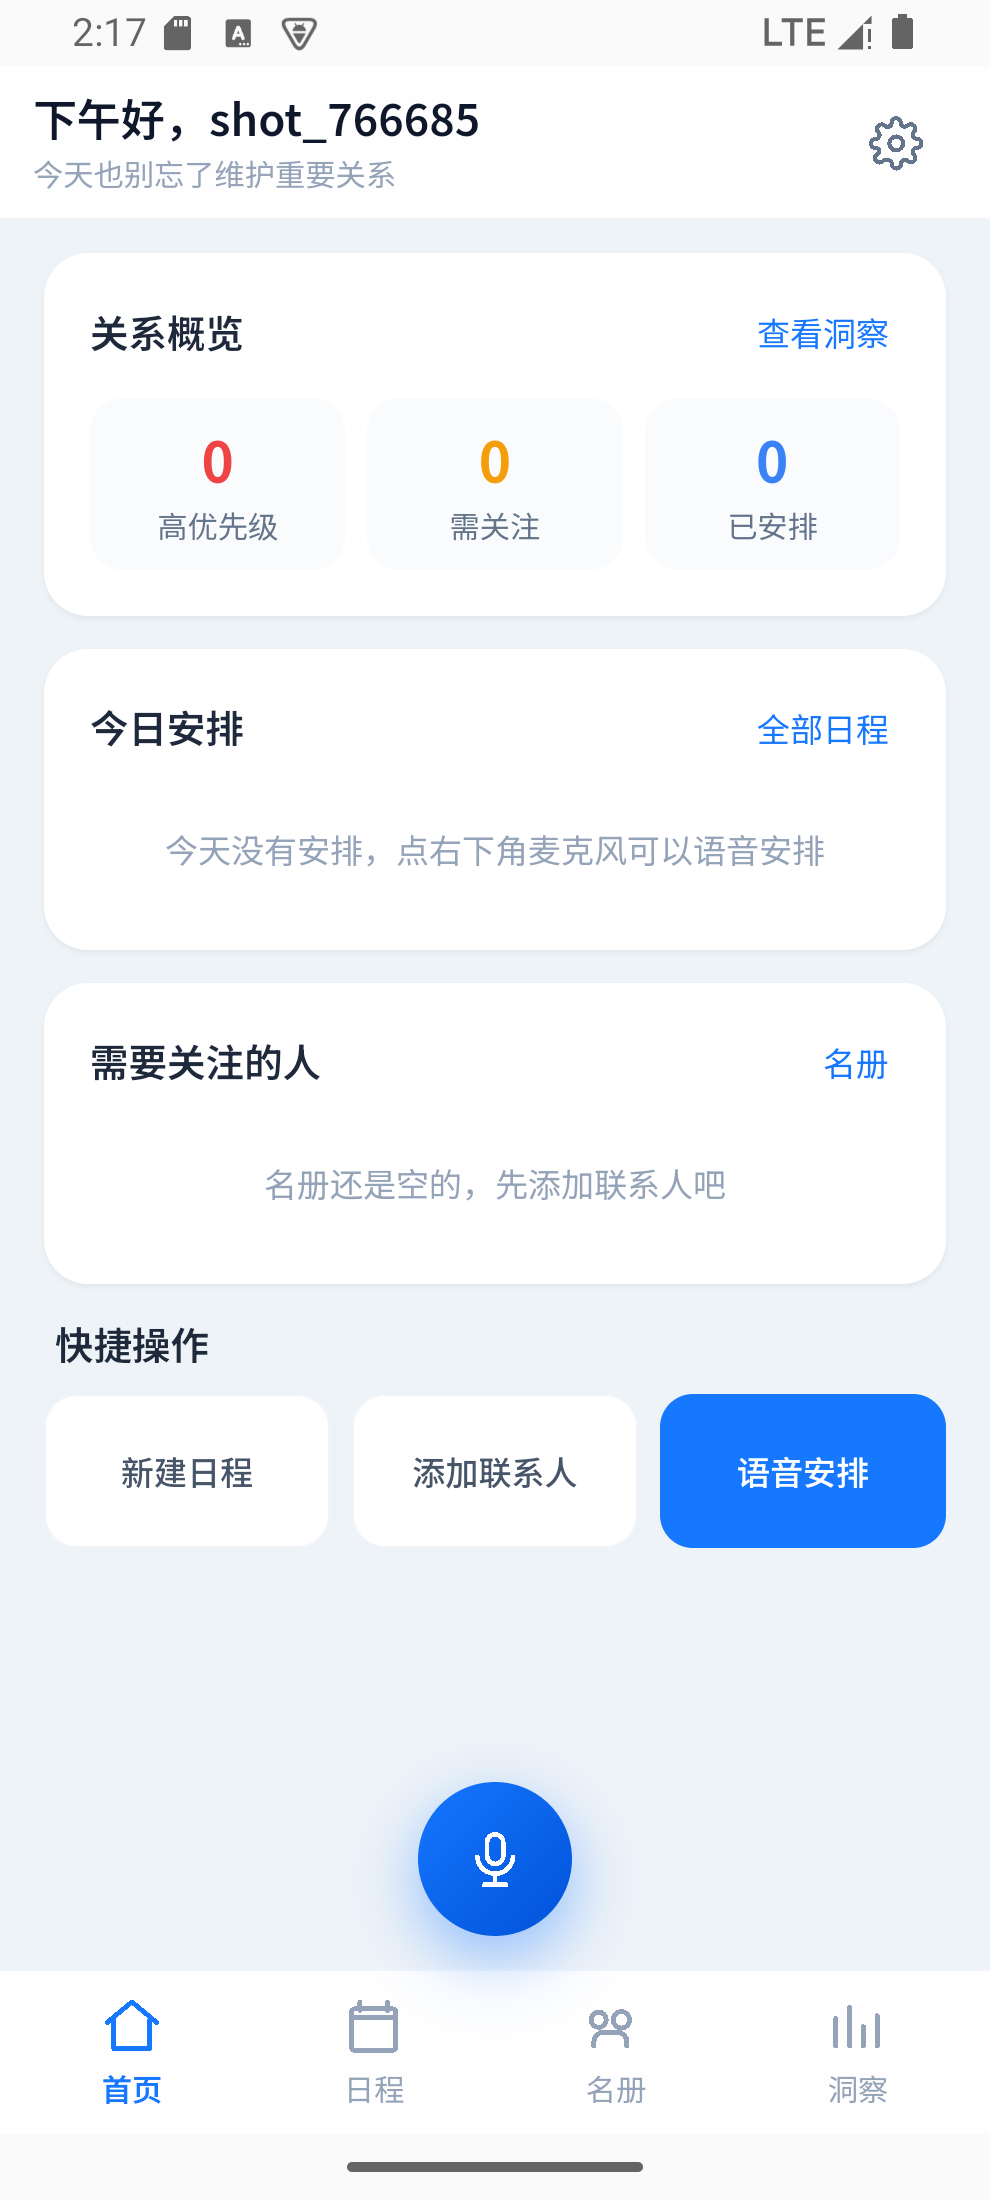 2:17
A
LTE
下午好，shot_766685
今天也别忘了维护重要关系
关系概览
查看洞察
0
0
0
高优先级
需关注
已安排
今日安排
全部日程
今天没有安排，点右下角麦克风可以语音安排
需要关注的人
名册
名册还是空的，先添加联系人吧
快捷操作
新建日程
添加联系人
语音安排
首页
日程
名册
洞察